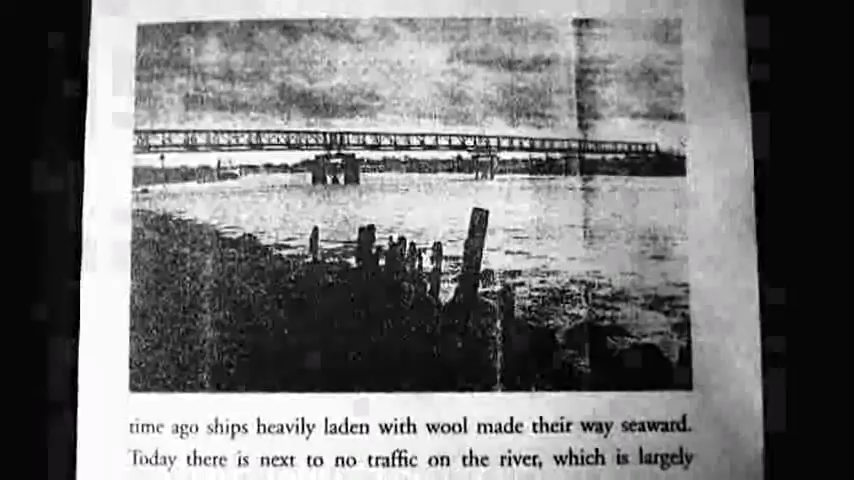 time ago ships heavily laden with wool made their way seaward.
Today there is next to no traffic on the river, which is largely